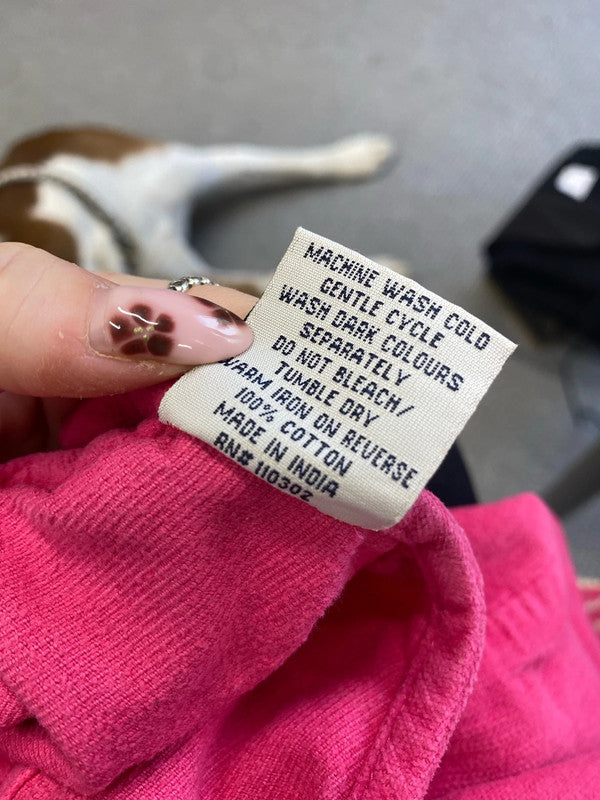 MACHINE WASH COLD
GENTLE CYCLE
WASH DARK COLOURS
SEPARATELY
DO NOT BLEACH/
TUMBLE DRY
WARM IRON ON REVERSE
100% COTTON
MADE IN INDIA
RN# 110302